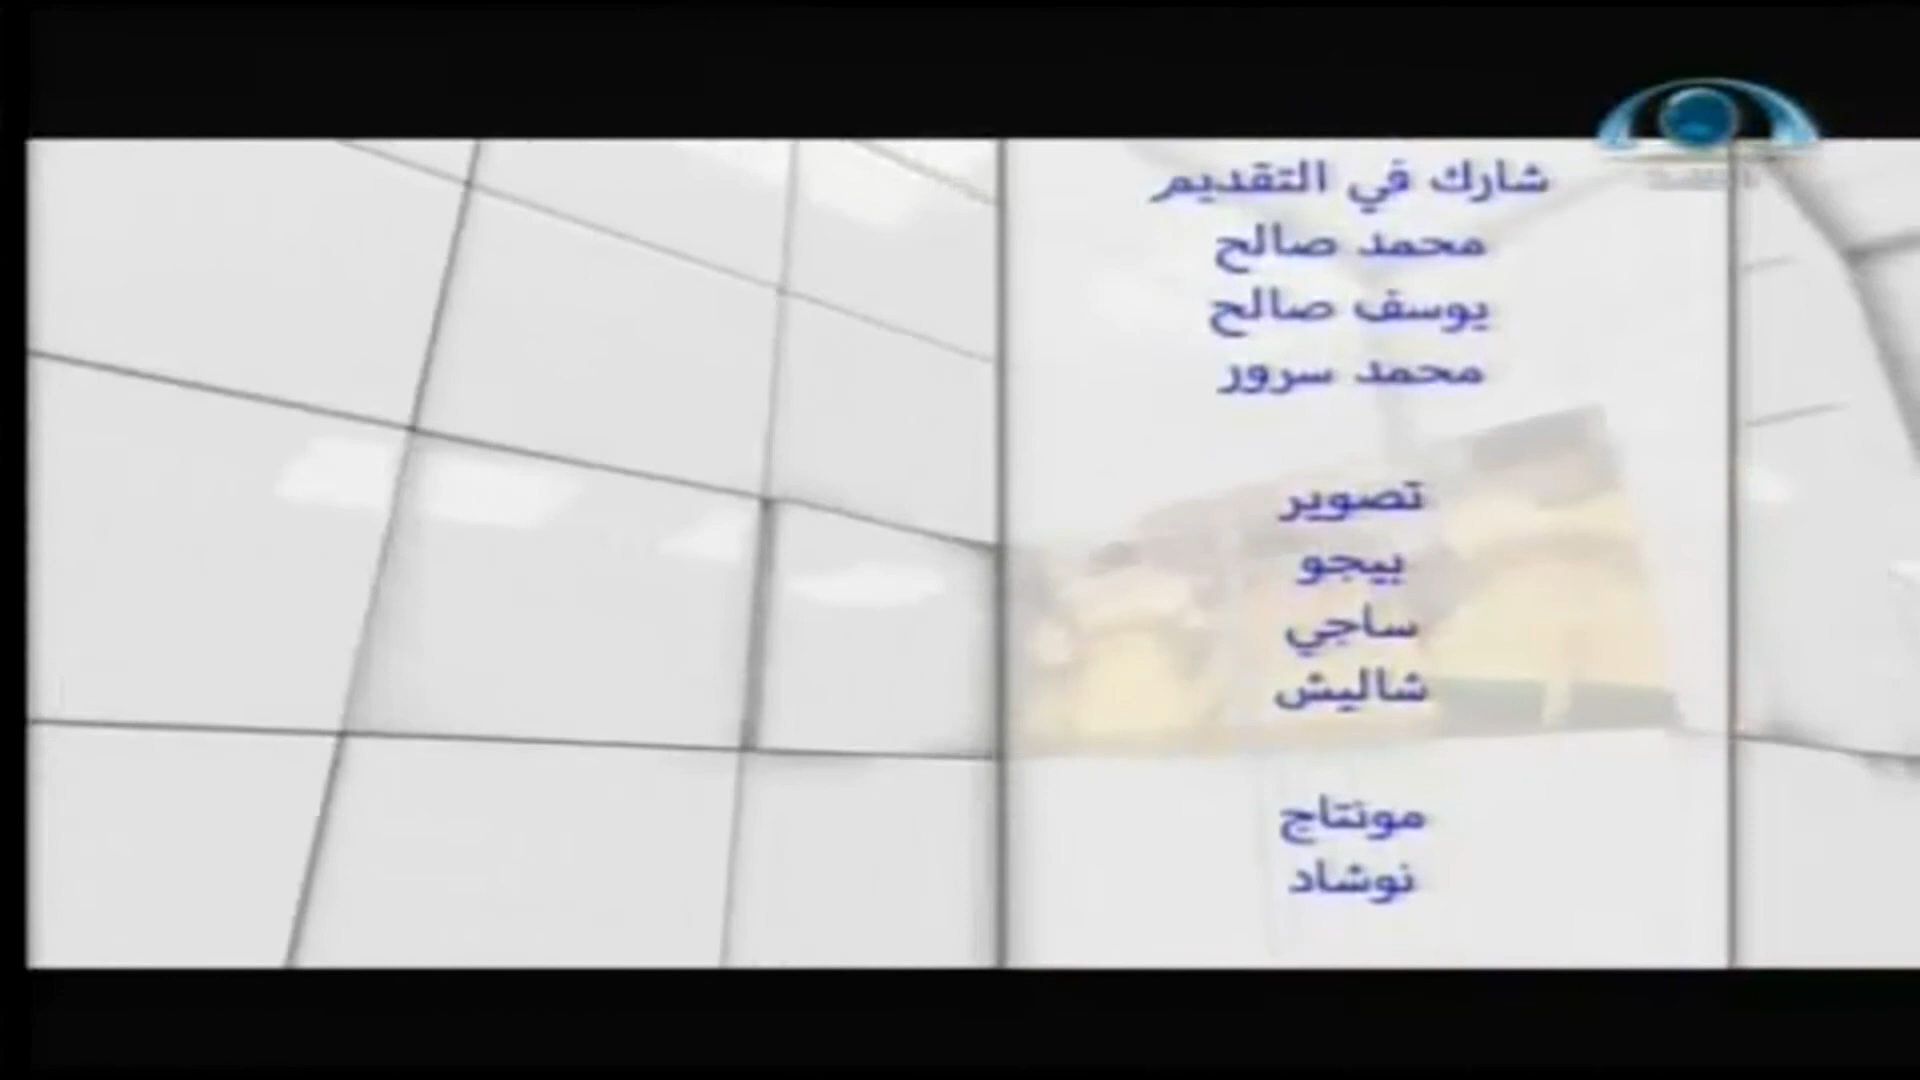 شارك في التقديم
محمد صالح
يوسف صالح
محمد سرور
تصوير
بيجو
ساجي
شاليش
مونتاج
نوشاد